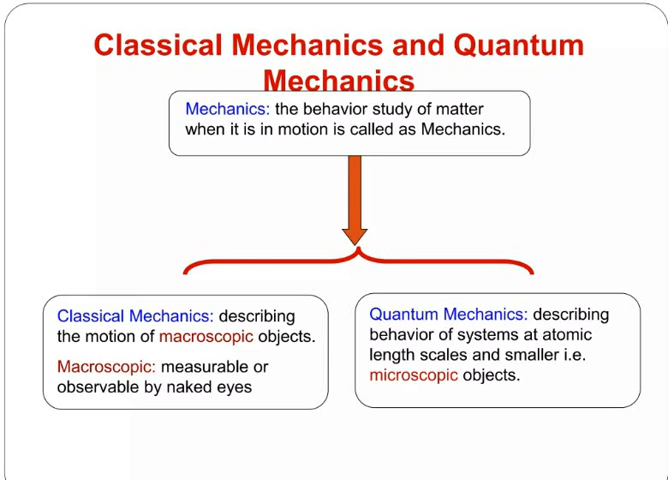 Classical Mechanics and Quantum
Mechanics
Mechanics: the behavior study of matter
when it is in motion is called as Mechanics.
Classical Mechanics: describing
the motion of macroscopic objects.
Macroscopic: measurable or
observable by naked eyes
Quantum Mechanics: describing
behavior of systems at atomic
length scales and smaller i.e.
microscopic objects.